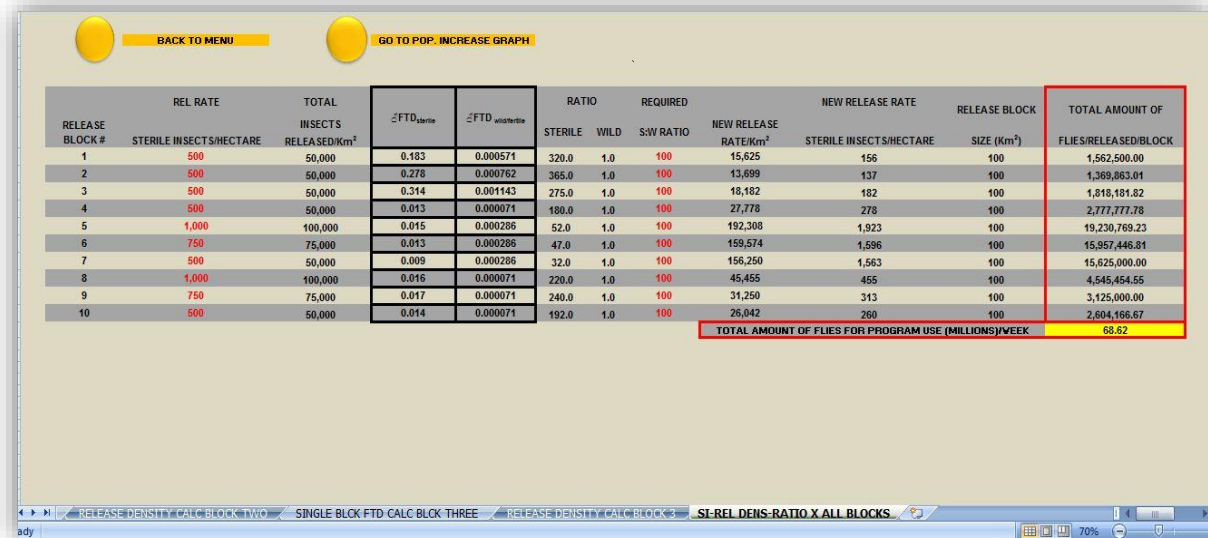 BACK TO MENU GO TO POP. INCREASE GRAPH
RELEASE BLOCK # REL RATE STERILE INSECTS/HECTARE TOTAL INSECTS RELEASED/Km² FTDsterile FTD wild/fertile RATIO STERILE WILD REQUIRED S:W RATIO NEW RELEASE RATE/Km² NEW RELEASE RATE STERILE INSECTS/HECTARE RELEASE BLOCK SIZE (Km²) TOTAL AMOUNT OF FLIES/RELEASED/BLOCK
1 500 50,000 0.183 0.000571 320.0 1.0 100 15,625 156 100 1,562,500.00
2 500 50,000 0.278 0.000762 365.0 1.0 100 13,699 137 100 1,369,863.01
3 500 50,000 0.314 0.001143 275.0 1.0 100 18,182 182 100 1,818,181.82
4 500 50,000 0.013 0.000071 180.0 1.0 100 27,778 278 100 2,777,777.78
5 1,000 100,000 0.015 0.000286 52.0 1.0 100 192,308 1,923 100 19,230,769.23
6 750 75,000 0.013 0.000286 47.0 1.0 100 159,574 1,596 100 15,957,446.81
7 500 50,000 0.009 0.000286 32.0 1.0 100 156,250 1,563 100 15,625,000.00
8 1,000 100,000 0.016 0.000071 220.0 1.0 100 45,455 455 100 4,545,454.55
9 750 75,000 0.017 0.000071 240.0 1.0 100 31,250 313 100 3,125,000.00
10 500 50,000 0.014 0.000071 192.0 1.0 100 26,042 260 100 2,604,166.67
TOTAL AMOUNT OF FLIES FOR PROGRAM USE (MILLIONS)/WEEK 68.62
RELEASE DENSITY CALC BLOCK TWO SINGLE BLCK FTD CALC BLCK THREE RELEASE DENSITY CALC BLOCK 3 SI-REL DENS-RATIO X ALL BLOCKS
ady 70%